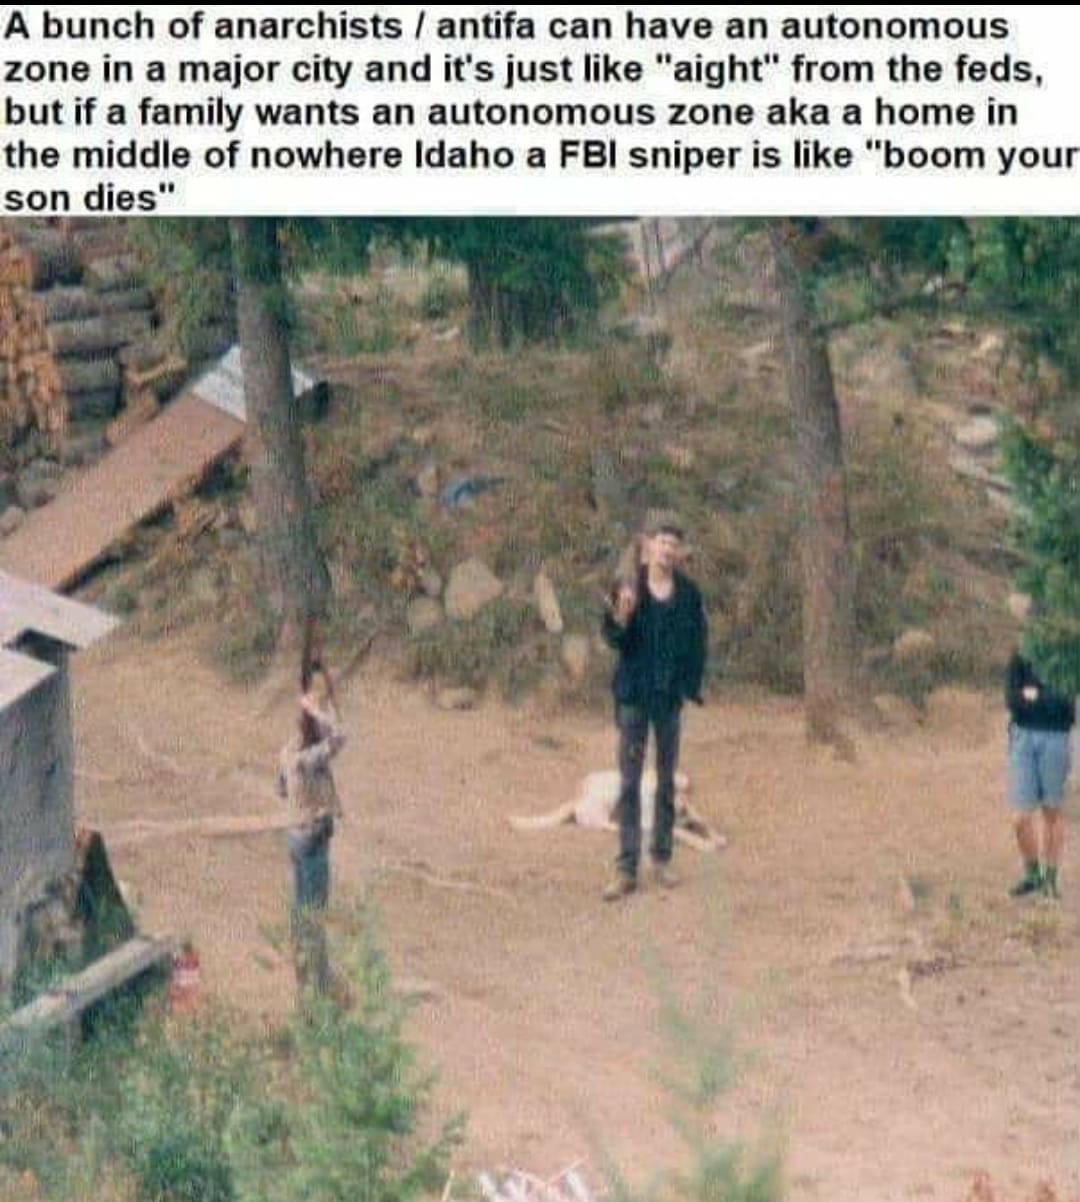 A bunch of anarchists / antifa can have an autonomous
zone in a major city and it's just like "aight" from the feds,
but if a family wants an autonomous zone aka a home in
the middle of nowhere Idaho a FBI sniper is like "boom your
son dies"